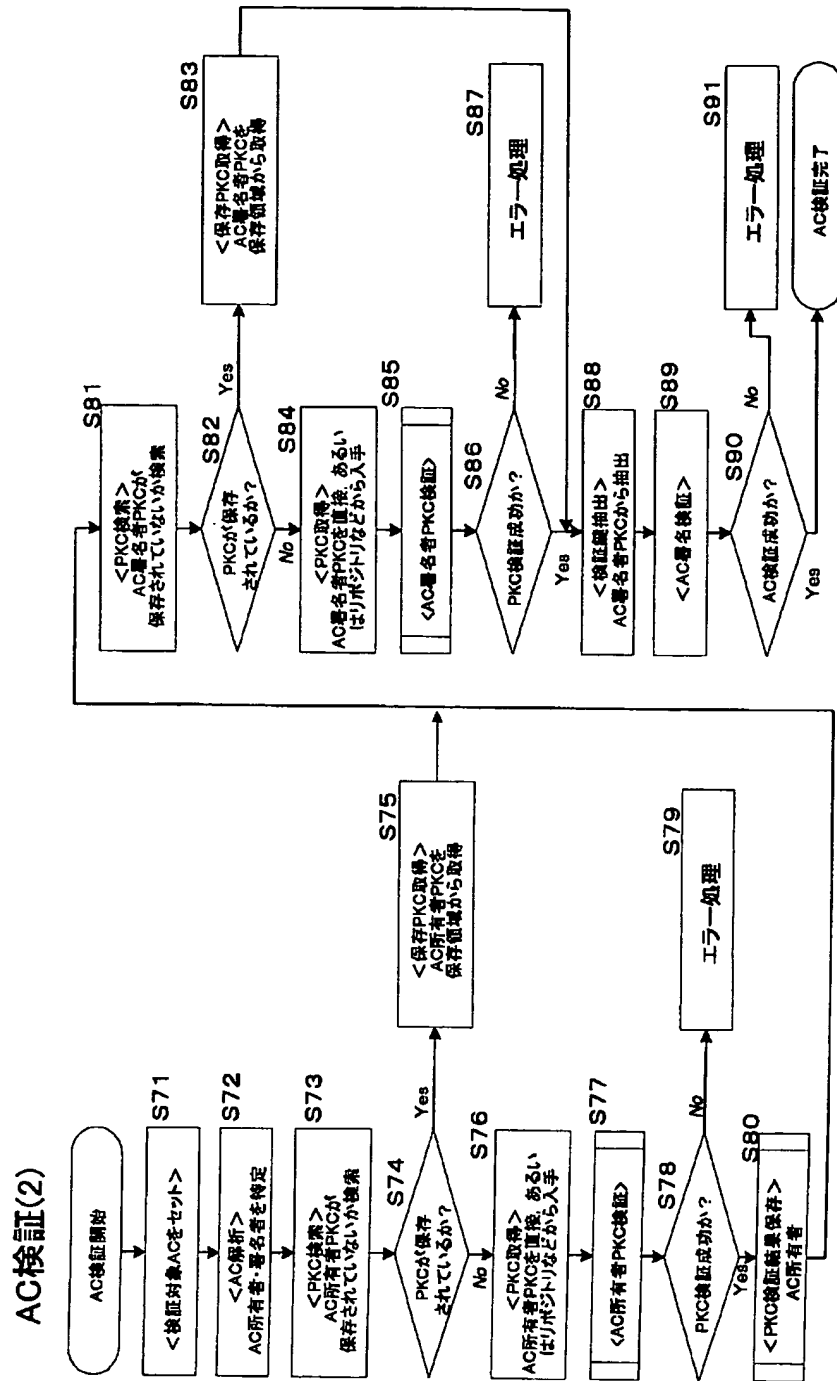 AC検証(2)
AC検証開始
S71
<検証対象ACをセット>
S72
<AC解析>
AC所有者・署名者を特定
S73
<PKC検索>
AC所有者PKCが
保存されていないか検索
S74
PKCが保存
されているか?
Yes
No
S75
<保存PKC取得>
AC所有者PKCを
保存領域から取得
S76
<PKC取得>
AC所有者PKCを直接、あるい
はリポジトリなどから入手
S77
<AC所有者PKC検証>
S78
PKC検証成功か?
No
Yes
S79
エラー処理
S80
<PKC検証結果保存>
AC所有者
S81
<PKC検索>
AC署名者PKCが
保存されていないか検索
S82
PKCが保存
されているか?
Yes
No
S83
<保存PKC取得>
AC署名者PKCを
保存領域から取得
S84
<PKC取得>
AC署名者PKCを直接、あるい
はリポジトリなどから入手
S85
<AC署名者PKC検証>
S86
PKC検証成功か?
No
Yes
S87
エラー処理
S88
<検証鍵抽出>
AC署名者PKCから抽出
S89
<AC署名検証>
S90
AC検証成功か?
No
Yes
S91
エラー処理
AC検証完了